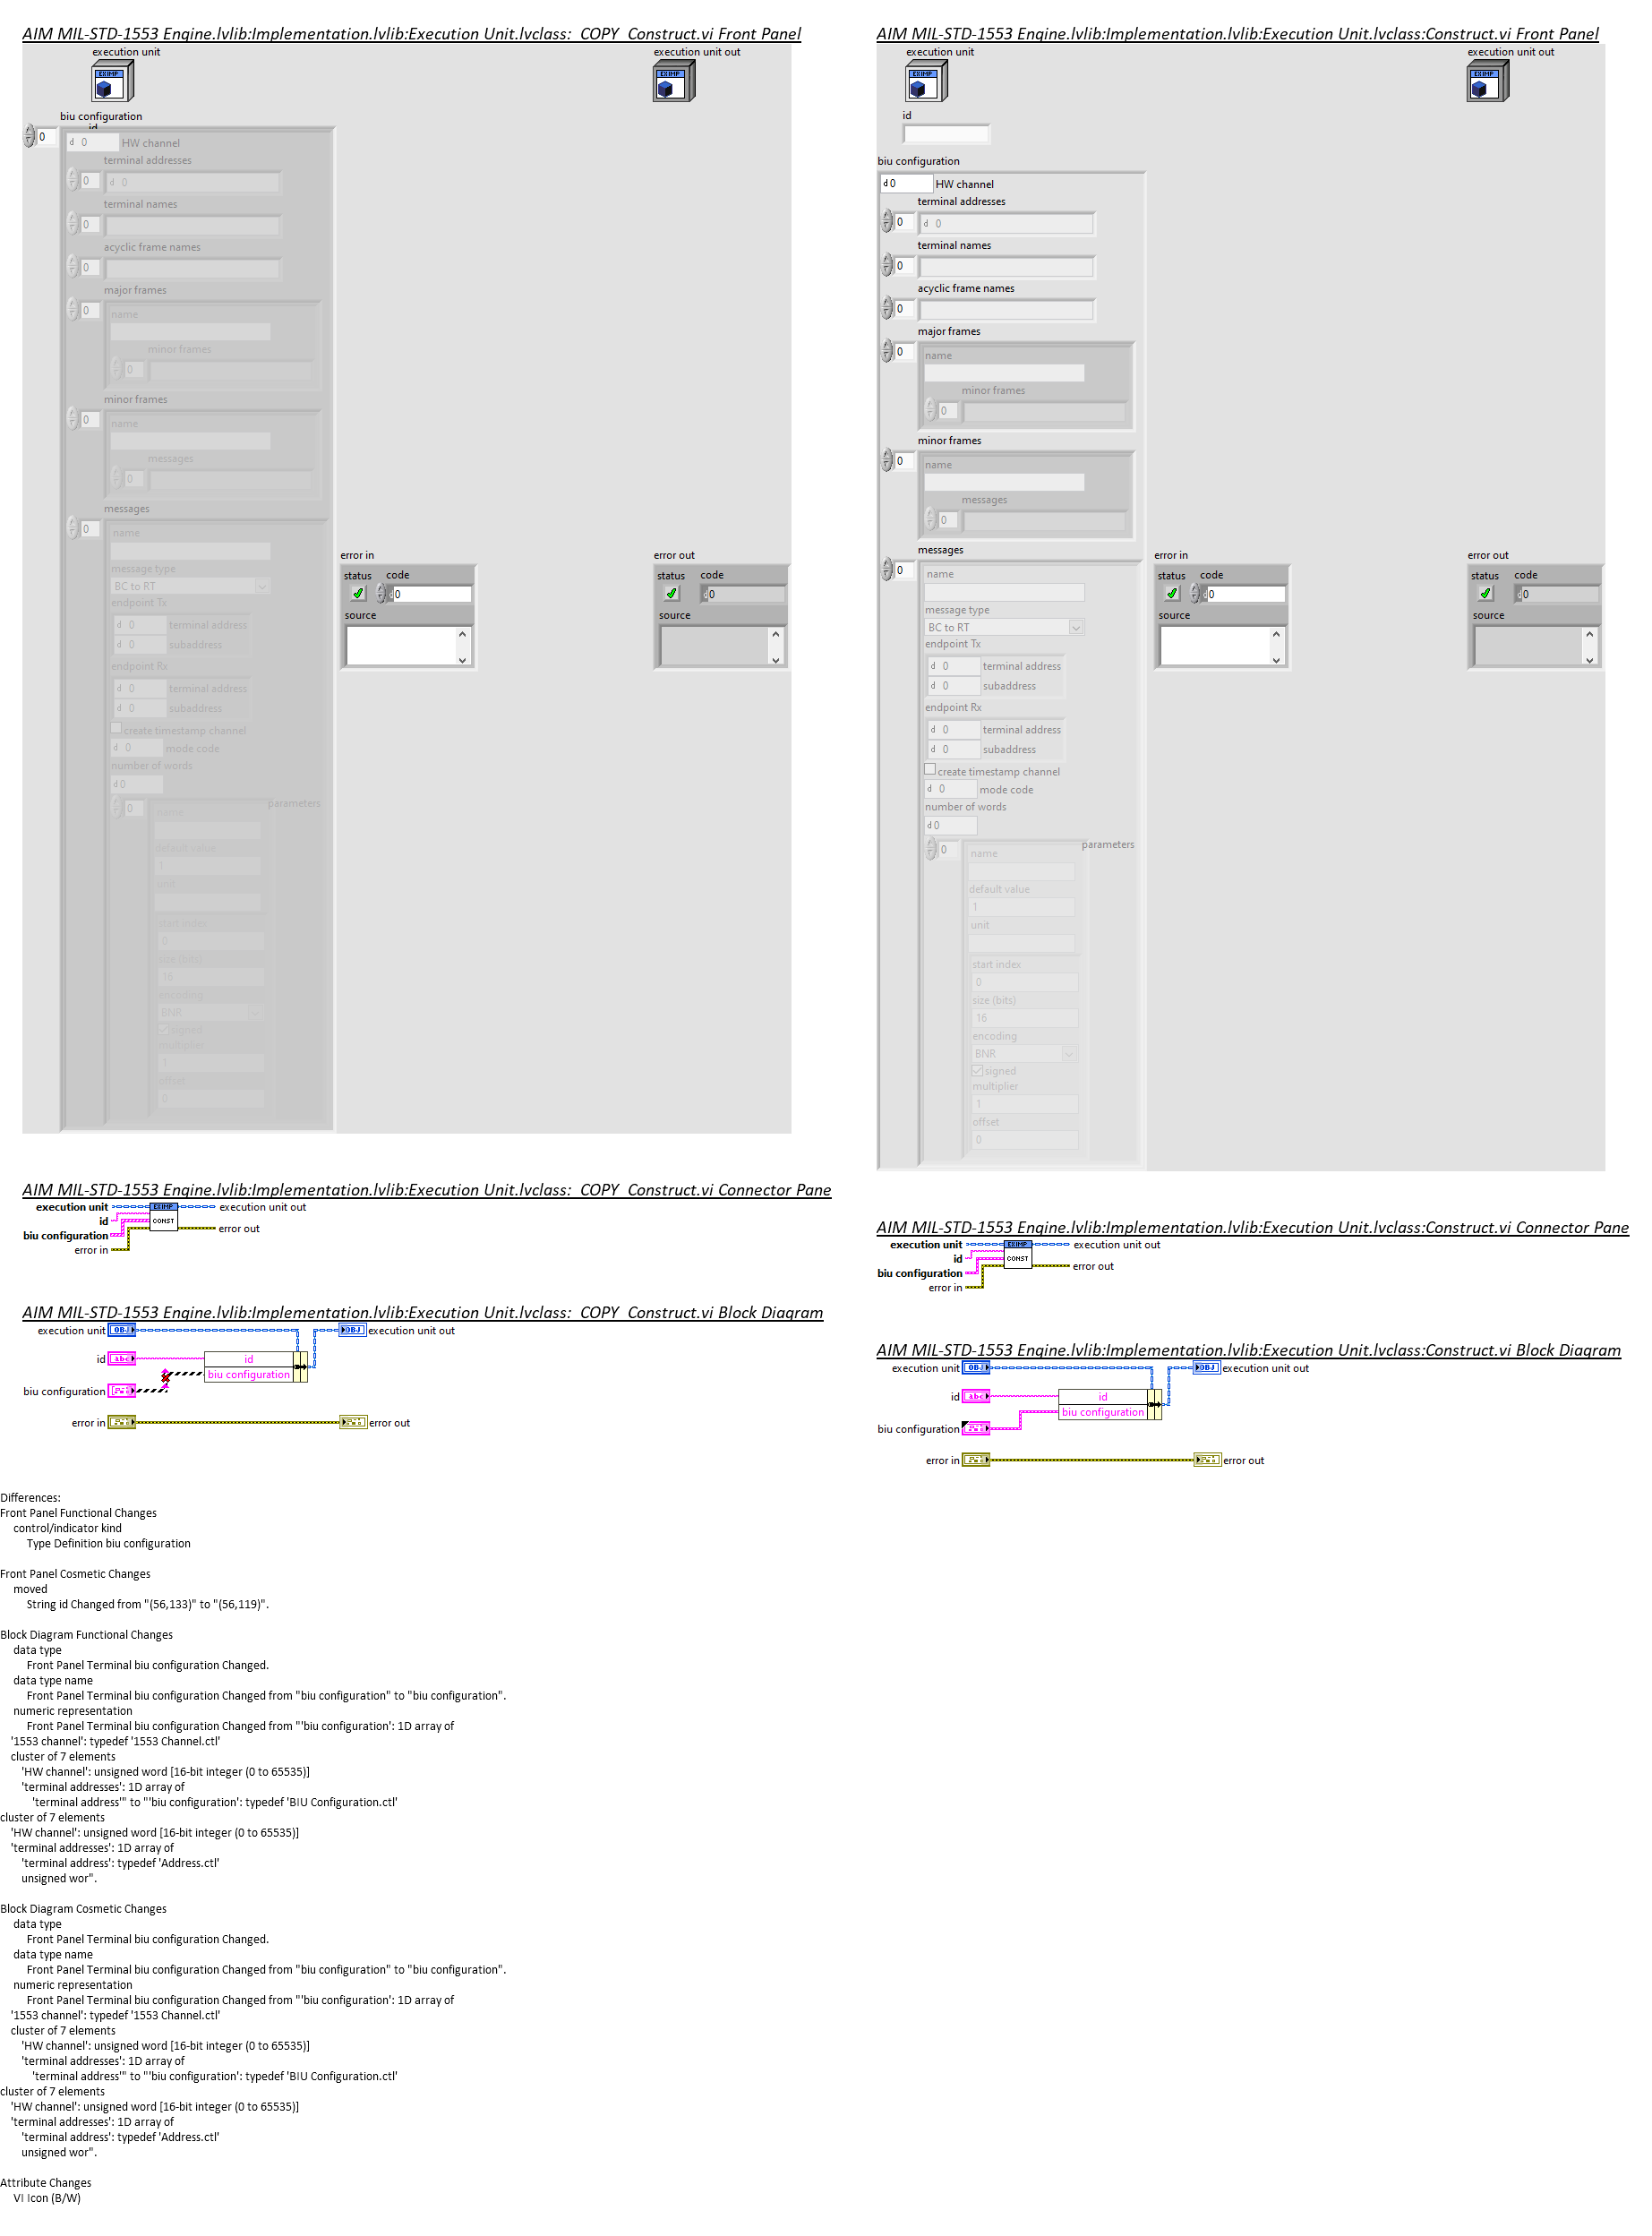 AIM MIL-STD-1553 Engine.lvlib:Implementation.lvlib:Execution Unit.lvclass:_COPY_Construct.vi Front Panel
execution unit
execution unit out
EXIMP
EXIMP
biu configuration
id
0
d 0 HW channel
terminal addresses
0 d 0
terminal names
0
acyclic frame names
0
major frames
0 name
minor frames
0
minor frames
0 name
messages
0
messages
0 name
message type
BC to RT
endpoint Tx
d 0 terminal address
d 0 subaddress
endpoint Rx
d 0 terminal address
d 0 subaddress
create timestamp channel
d 0 mode code
number of words
d 0
0 parameters
name
default value
1
unit
start index
0
size (bits)
16
encoding
BNR
signed
multiplier
1
offset
0
error in
status code
d 0
source
error out
status code
d 0
source
AIM MIL-STD-1553 Engine.lvlib:Implementation.lvlib:Execution Unit.lvclass:_COPY_Construct.vi Connector Pane
execution unit EXIMP execution unit out
id CONST
biu configuration error out
error in
AIM MIL-STD-1553 Engine.lvlib:Implementation.lvlib:Execution Unit.lvclass:_COPY_Construct.vi Block Diagram
execution unit OBJ OBJ execution unit out
id abc id
biu configuration
biu configuration
error in error out
AIM MIL-STD-1553 Engine.lvlib:Implementation.lvlib:Execution Unit.lvclass:Construct.vi Front Panel
execution unit
execution unit out
EXIMP
EXIMP
id
biu configuration
d 0 HW channel
terminal addresses
0 d 0
terminal names
0
acyclic frame names
0
major frames
0 name
minor frames
0
minor frames
0 name
messages
0
messages
0 name
message type
BC to RT
endpoint Tx
d 0 terminal address
d 0 subaddress
endpoint Rx
d 0 terminal address
d 0 subaddress
create timestamp channel
d 0 mode code
number of words
d 0
0 parameters
name
default value
1
unit
start index
0
size (bits)
16
encoding
BNR
signed
multiplier
1
offset
0
error in
status code
d 0
source
error out
status code
d 0
source
AIM MIL-STD-1553 Engine.lvlib:Implementation.lvlib:Execution Unit.lvclass:Construct.vi Connector Pane
execution unit EXIMP execution unit out
id CONST
biu configuration error out
error in
AIM MIL-STD-1553 Engine.lvlib:Implementation.lvlib:Execution Unit.lvclass:Construct.vi Block Diagram
execution unit OBJ OBJ execution unit out
id abc id
biu configuration
biu configuration
error in error out
Differences:
Front Panel Functional Changes
control/indicator kind
Type Definition biu configuration
Front Panel Cosmetic Changes
moved
String id Changed from "(56,133)" to "(56,119)".
Block Diagram Functional Changes
data type
Front Panel Terminal biu configuration Changed.
data type name
Front Panel Terminal biu configuration Changed from "biu configuration" to "biu configuration".
numeric representation
Front Panel Terminal biu configuration Changed from "'biu configuration': 1D array of
'1553 channel': typedef '1553 Channel.ctl'
cluster of 7 elements
'HW channel': unsigned word [16-bit integer (0 to 65535)]
'terminal addresses': 1D array of
'terminal address'" to "'biu configuration': typedef 'BIU Configuration.ctl'
cluster of 7 elements
'HW channel': unsigned word [16-bit integer (0 to 65535)]
'terminal addresses': 1D array of
'terminal address': typedef 'Address.ctl'
unsigned wor".
Block Diagram Cosmetic Changes
data type
Front Panel Terminal biu configuration Changed.
data type name
Front Panel Terminal biu configuration Changed from "biu configuration" to "biu configuration".
numeric representation
Front Panel Terminal biu configuration Changed from "'biu configuration': 1D array of
'1553 channel': typedef '1553 Channel.ctl'
cluster of 7 elements
'HW channel': unsigned word [16-bit integer (0 to 65535)]
'terminal addresses': 1D array of
'terminal address'" to "'biu configuration': typedef 'BIU Configuration.ctl'
cluster of 7 elements
'HW channel': unsigned word [16-bit integer (0 to 65535)]
'terminal addresses': 1D array of
'terminal address': typedef 'Address.ctl'
unsigned wor".
Attribute Changes
VI Icon (B/W)